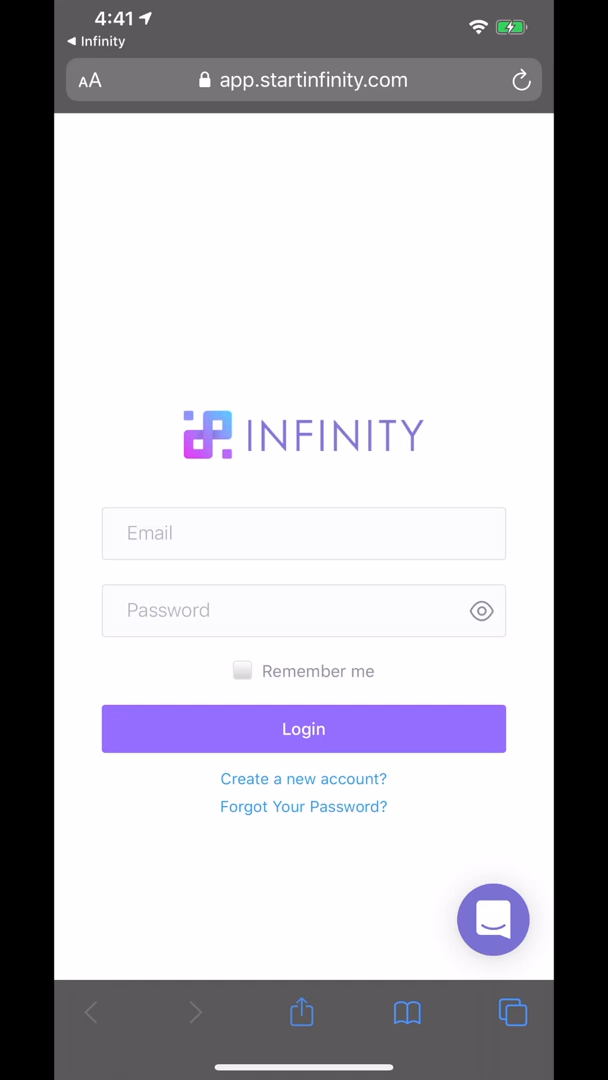 4:41
◀ Infinity
AA
app.startinfinity.com
INFINITY
Email
Password
Remember me
Login
Create a new account?
Forgot Your Password?